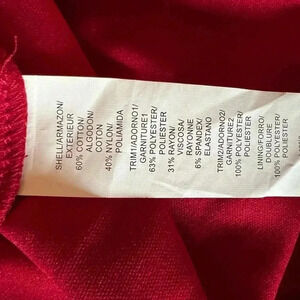 SHELL/ARMAZON/
EXTERIEUR
60% COTTON/
ALGODON/
COTON
40% NYLON/
POLIAMIDA
TRIM1/ADORNO1/
GARNITURE1
63% POLYESTER/
POLIESTER
31% RAYON/
VISCOSA/
RAYONNE
6% SPANDEX/
ELASTANO
TRIM2/ADORNO2/
GARNITURE2
100% POLYESTER/
POLIESTER
LINING/FORRO/
DOUBLURE
100% POLYESTER/
POLIESTER